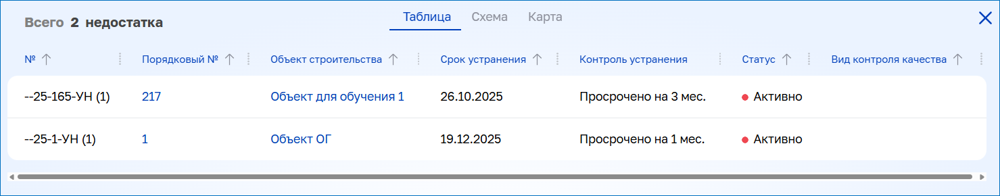 Всего 2 недостатка
Таблица Схема Карта
№ Порядковый № Объект строительства Срок устранения Контроль устранения Статус Вид контроля качества
--25-165-УН (1) 217 Объект для обучения 1 26.10.2025 Просрочено на 3 мес. Активно
--25-1-УН (1) 1 Объект ОГ 19.12.2025 Просрочено на 1 мес. Активно